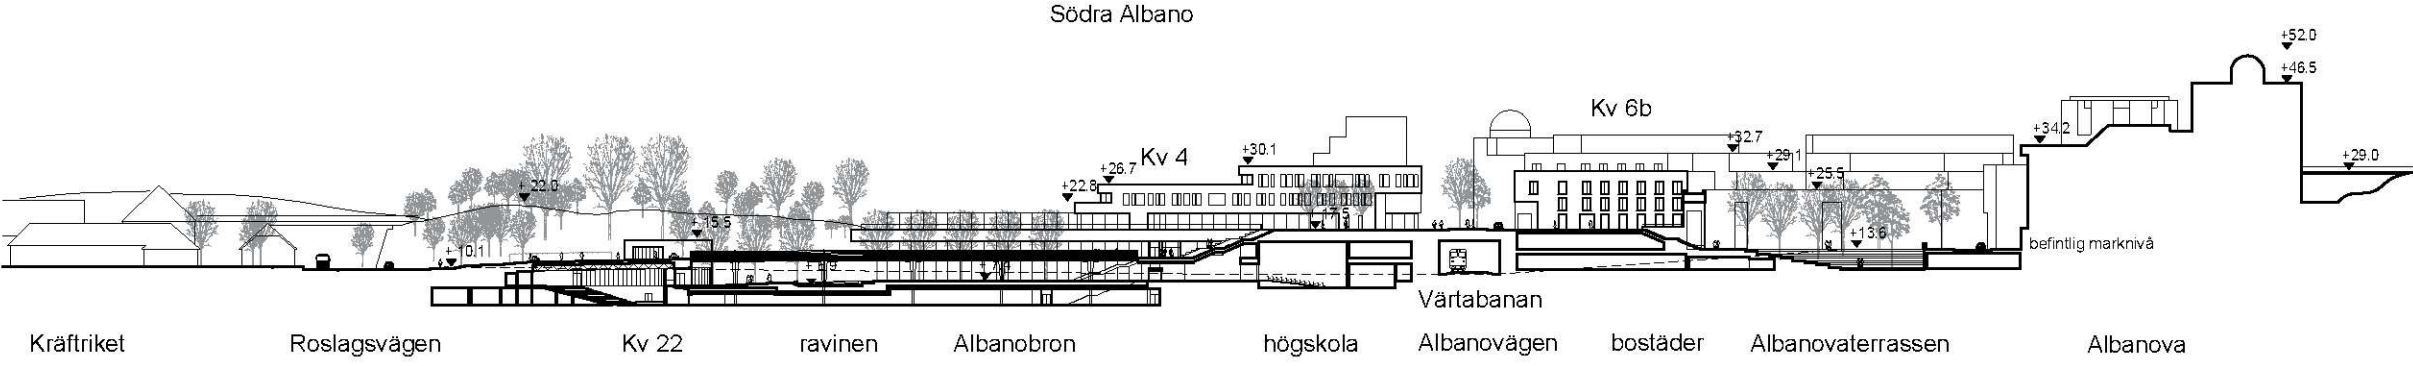 Södra Albano
+52.0
+46.5
Kv 6b
+32.7
+34.2
+30.1
Kv 4
+29.1
+29.0
+26.7
+22.0
+22.8
+25.5
+15.5
+17.5
+13.6
befintlig marknivå
+10.1
Värtabanan
Kräftriket
Roslagsvägen
Kv 22
ravinen
Albanobron
högskola
Albanovägen
bostäder
Albanovaterrassen
Albanova